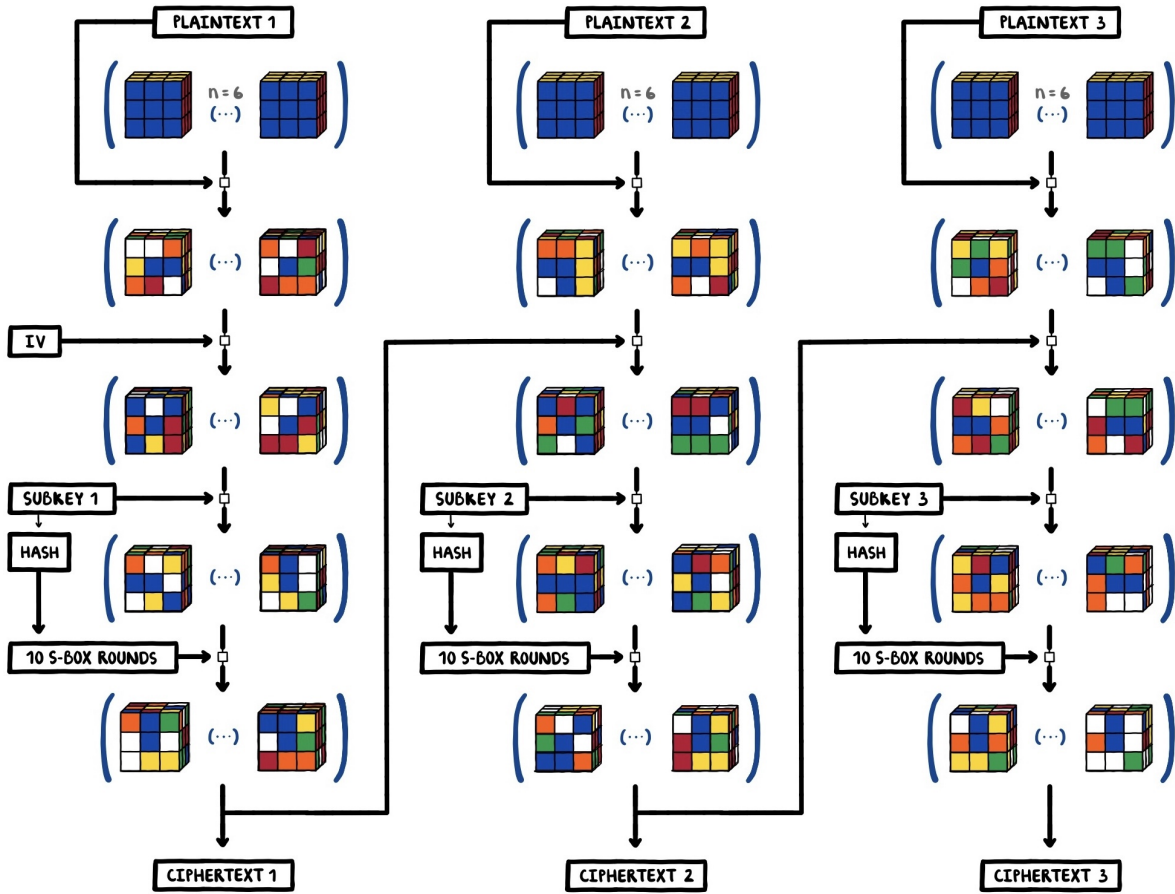 PLAINTEXT 1
PLAINTEXT 2
PLAINTEXT 3
n=6
(...)
n=6
(...)
n=6
(...)
(...)
(...)
(...)
IV
(...)
(...)
(...)
SUBKEY 1
SUBKEY 2
SUBKEY 3
HASH
HASH
HASH
(...)
(...)
(...)
10 S-BOX ROUNDS
10 S-BOX ROUNDS
10 S-BOX ROUNDS
(...)
(...)
(...)
CIPHERTEXT 1
CIPHERTEXT 2
CIPHERTEXT 3